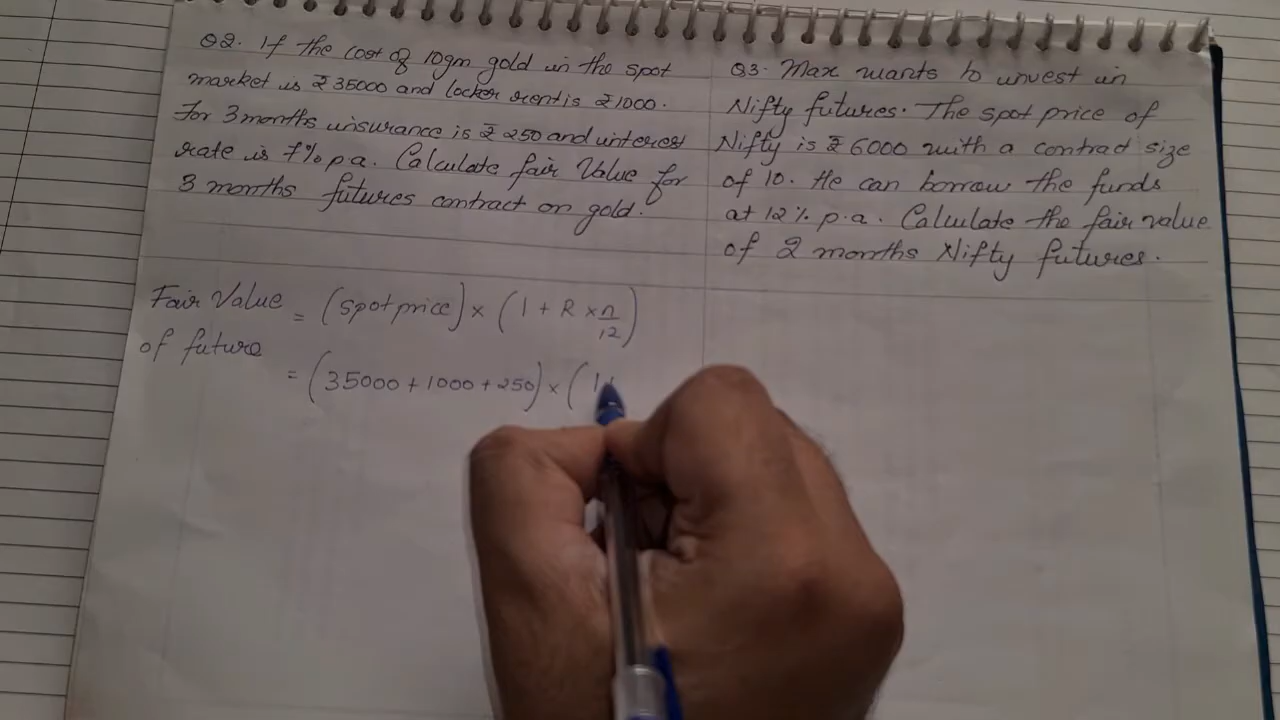 Q2. If the cost of 10gm gold in the spot
market is ₹35000 and locker rent is ₹1000.
For 3 months insurance is ₹250 and interest
rate is 7% p.a. Calculate fair Value for
3 months futures contract on gold.
Q3. Max wants to invest in
Nifty futures. The spot price of
Nifty is ₹6000 with a contract size
of 10. He can borrow the funds
at 12% p.a. Calculate the fair value
of 2 months Nifty futures.
Fair Value
of future
= (spot price) × (1 + R × n/12)
= (35000 + 1000 + 250) × (1+